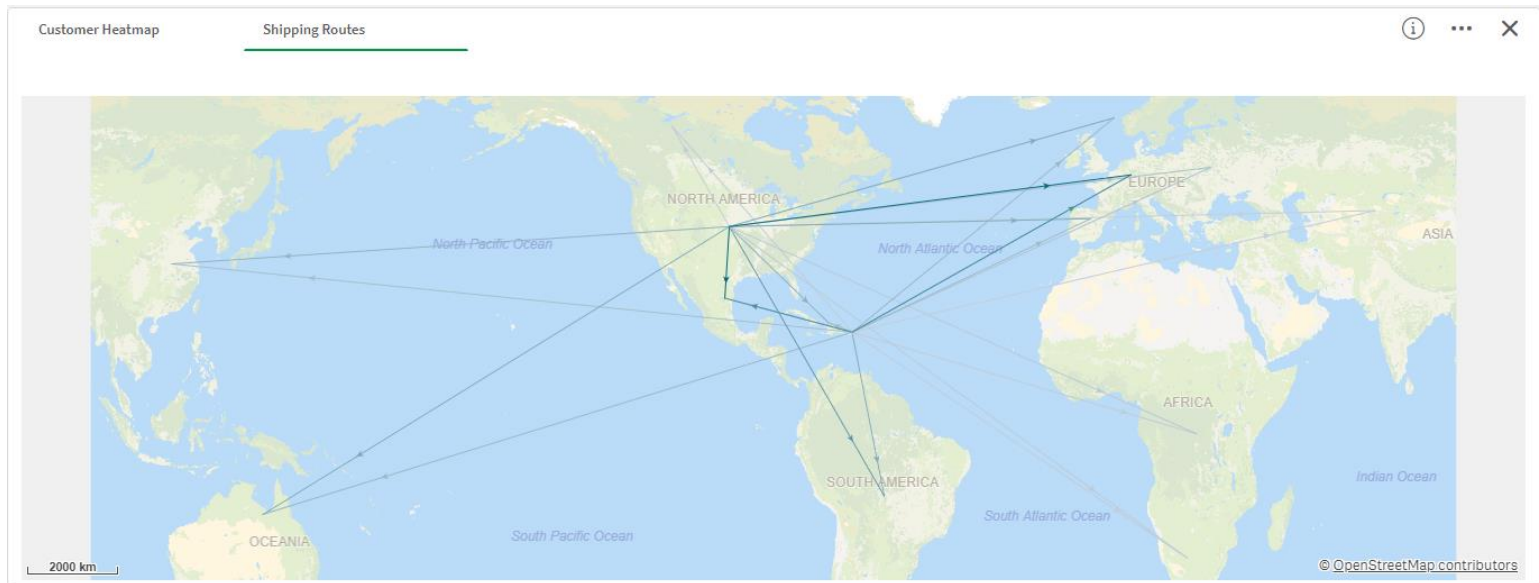 Customer Heatmap
Shipping Routes
NORTH AMERICA
EUROPE
North Pacific Ocean
North Atlantic Ocean
ASIA
AFRICA
SOUTH AMERICA
Indian Ocean
South Atlantic Ocean
South Pacific Ocean
OCEANIA
2000 km
© OpenStreetMap contributors